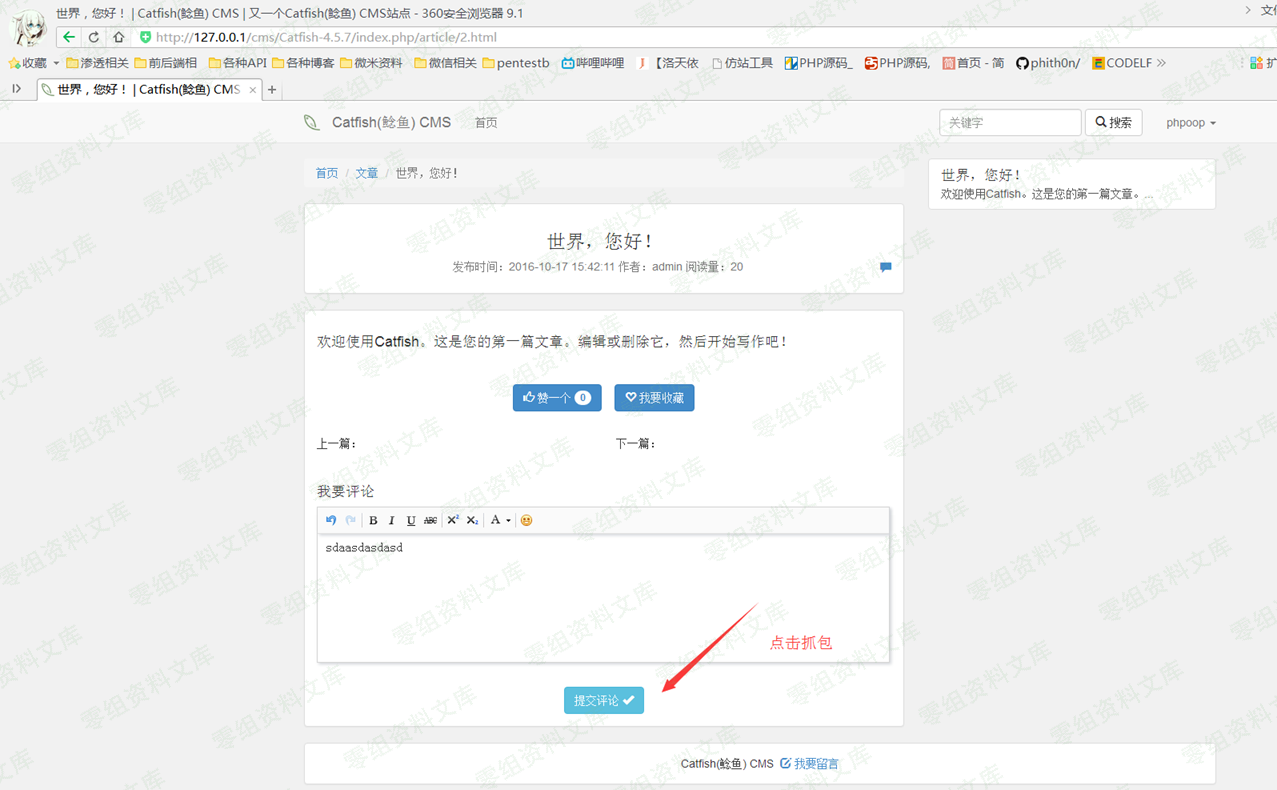 世界，您好！| Catfish(鲶鱼) CMS | 又一个Catfish(鲶鱼) CMS站点 - 360安全浏览器 9.1
http://127.0.0.1/cms/Catfish-4.5.7/index.php/article/2.html
收藏 渗透相关 前后端相 各种API 各种博客 微米资料 微信相关 pentestb 哔哩哔哩 【洛天依 仿站工具 PHP源码_ PHP源码, 首页 - 简 phith0n/ CODELF »
世界，您好！| Catfish(鲶鱼) CMS × +
Catfish(鲶鱼) CMS 首页 关键字 搜索 phpoop
首页 / 文章 / 世界，您好！
世界，您好！
发布时间：2016-10-17 15:42:11 作者：admin 阅读量：20
世界，您好！
欢迎使用Catfish。这是您的第一篇文章。...
欢迎使用Catfish。这是您的第一篇文章。编辑或删除它，然后开始写作吧！
赞一个 0 我要收藏
上一篇： 下一篇：
我要评论
B I U ABC X² X₂ A
sdaasdasdasd
点击抓包
提交评论
Catfish(鲶鱼) CMS 我要留言
零组资料文库